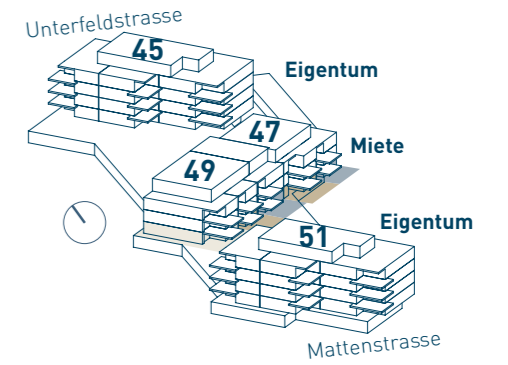 Unterfeldstrasse
45
Eigentum
47
Miete
49
Eigentum
51
Mattenstrasse